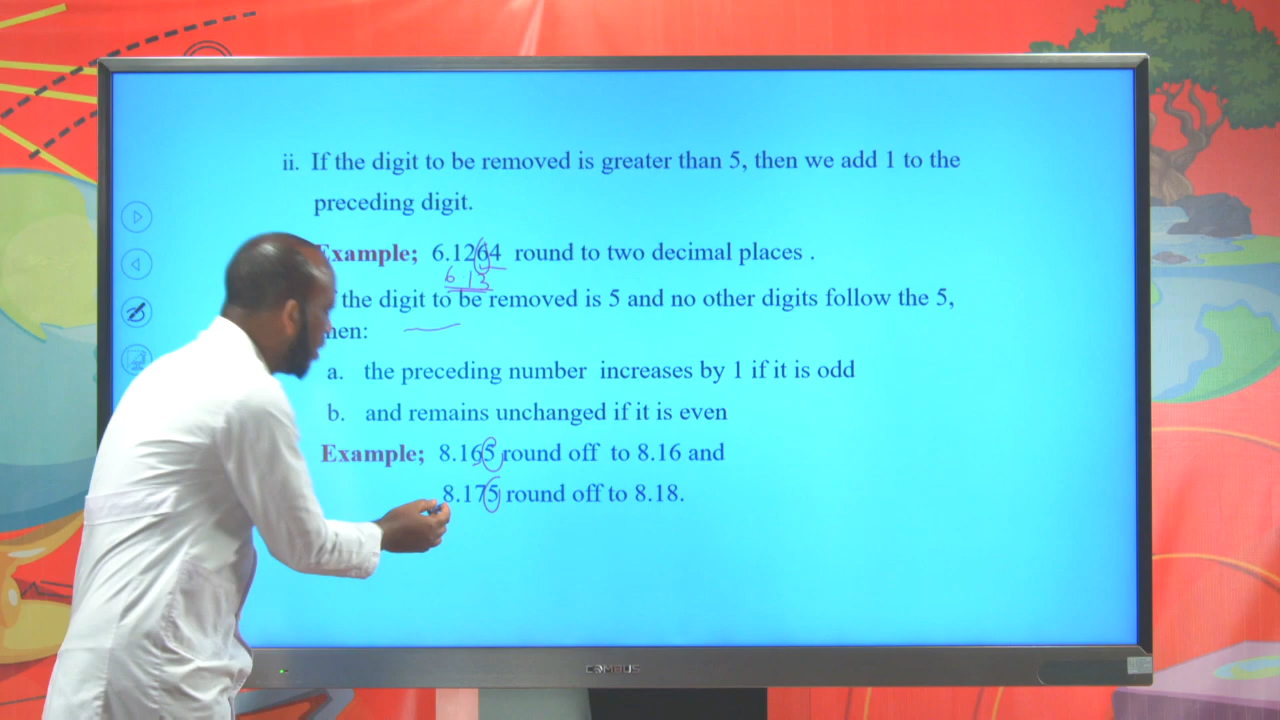 ii. If the digit to be removed is greater than 5, then we add 1 to the
preceding digit.
xample; 6.1264 round to two decimal places .
6 13
the digit to be removed is 5 and no other digits follow the 5,
hen:
a. the preceding number increases by 1 if it is odd
b. and remains unchanged if it is even
Example; 8.165 round off to 8.16 and
8.175 round off to 8.18.